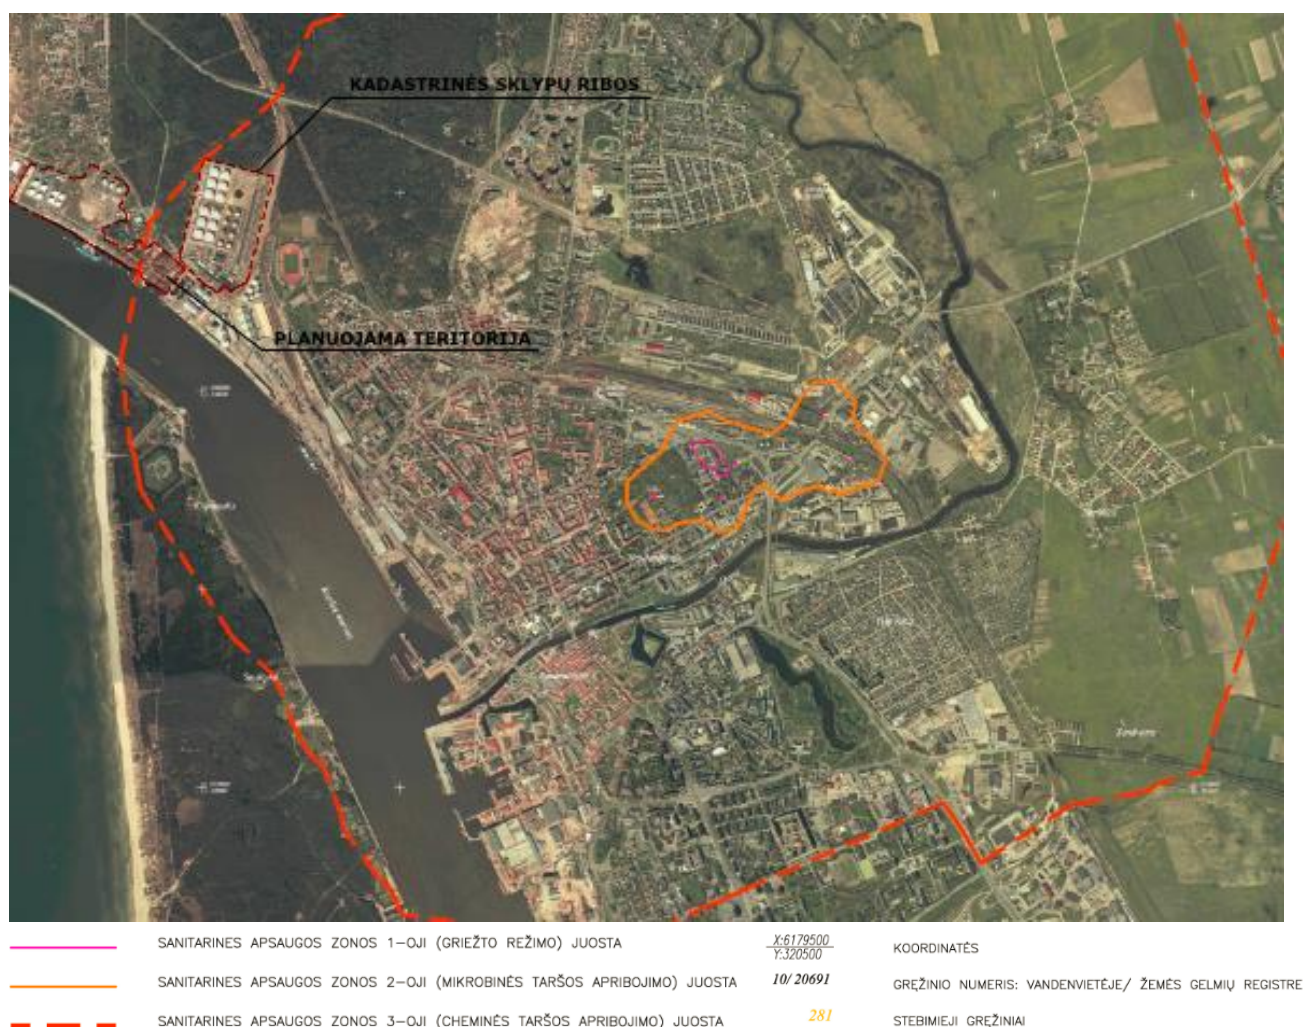 KADASTRINĖS SKLYPŲ RIBOS
PLANUOJAMA TERITORIJA
SANITARINES APSAUGOS ZONOS 1-OJI (GRIEŽTO REŽIMO) JUOSTA
X:6179500
Y:320500
KOORDINATĖS
SANITARINES APSAUGOS ZONOS 2-OJI (MIKROBINĖS TARŠOS APRIBOJIMO) JUOSTA
10/20691
GRĘŽINIO NUMERIS: VANDENVIETĖJE/ ŽEMĖS GELMIŲ REGISTRE
SANITARINES APSAUGOS ZONOS 3-OJI (CHEMINĖS TARŠOS APRIBOJIMO) JUOSTA
281
STEBIMIEJI GRĘŽINIAI